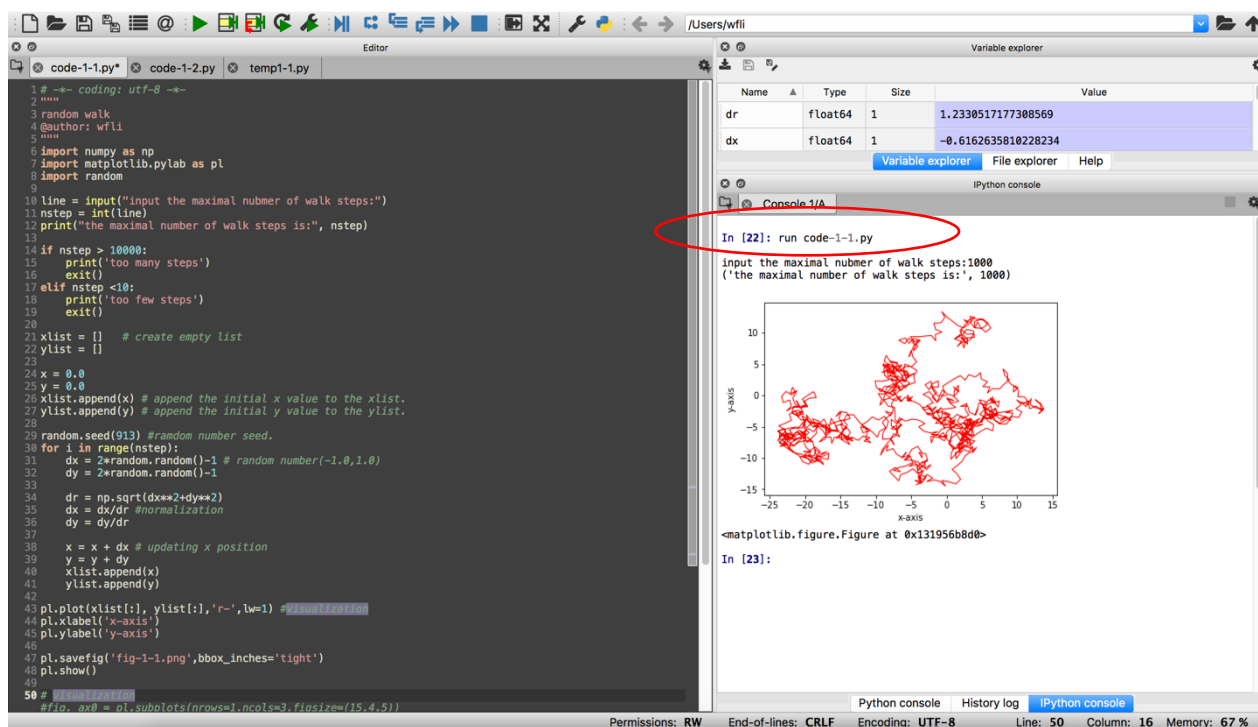 /Users/wfli
Editor
code-1-1.py*
code-1-2.py
temp1-1.py
1 # -*- coding: utf-8 -*-
2 """
3 random walk
4 @author: wfli
5 """
6 import numpy as np
7 import matplotlib.pylab as pl
8 import random
9
10 line = input("input the maximal nubmer of walk steps:")
11 nstep = int(line)
12 print("the maximal number of walk steps is:", nstep)
13
14 if nstep > 10000:
15     print('too many steps')
16     exit()
17 elif nstep <10:
18     print('too few steps')
19     exit()
20
21 xlist = []   # create empty list
22 ylist = []
23
24 x = 0.0
25 y = 0.0
26 xlist.append(x) # append the initial x value to the xlist.
27 ylist.append(y) # append the initial y value to the ylist.
28
29 random.seed(913) #ramdom number seed.
30 for i in range(nstep):
31     dx = 2*random.random()-1 # random number(-1.0,1.0)
32     dy = 2*random.random()-1
33
34     dr = np.sqrt(dx**2+dy**2)
35     dx = dx/dr #normalization
36     dy = dy/dr
37
38     x = x + dx # updating x position
39     y = y + dy
40     xlist.append(x)
41     ylist.append(y)
42
43 pl.plot(xlist[:], ylist[:],'r-',lw=1) #visualization
44 pl.xlabel('x-axis')
45 pl.ylabel('y-axis')
46
47 pl.savefig('fig-1-1.png',bbox_inches='tight')
48 pl.show()
49
50 # visualization
#fig, ax0 = pl.subplots(nrows=1,ncols=3,figsize=(15,4.5))
Variable explorer
Name Type Size Value
dr float64 1 1.2330517177308569
dx float64 1 -0.6162635810228234
Variable explorer File explorer Help
IPython console
Console 1/A
In [22]: run code-1-1.py
input the maximal nubmer of walk steps:1000
('the maximal number of walk steps is:', 1000)
10
5
0
−5
−10
−15
y-axis
−25 −20 −15 −10 −5 0 5 10 15
x-axis
<matplotlib.figure.Figure at 0x131956b8d0>
In [23]:
Python console History log IPython console
Permissions: RW End-of-lines: CRLF Encoding: UTF-8 Line: 50 Column: 16 Memory: 67 %